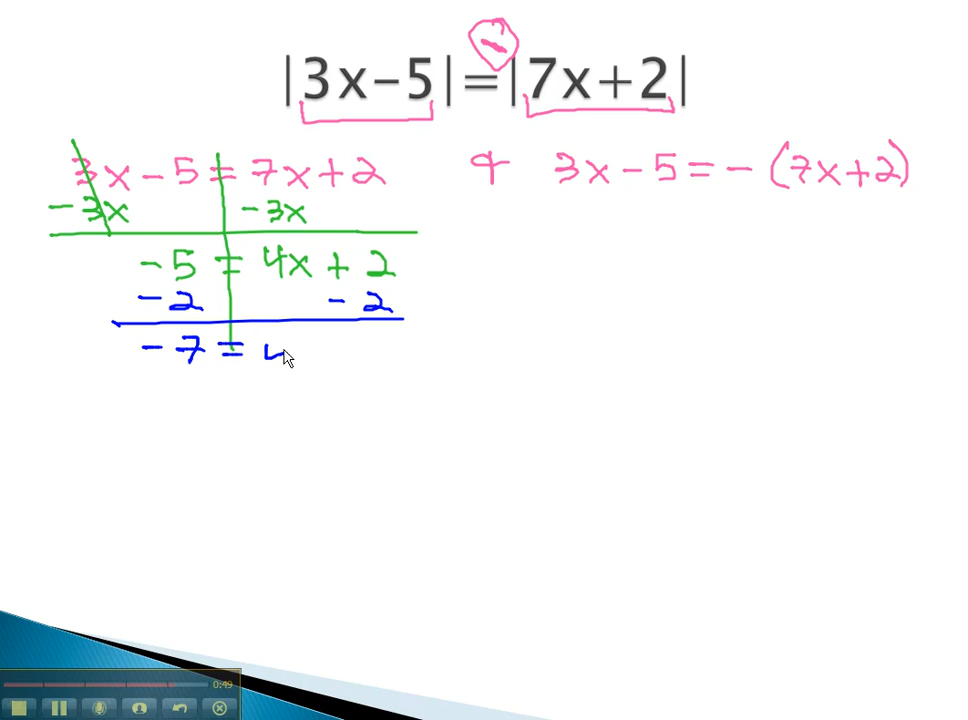 |3x-5|=|7x+2|
3x - 5 = 7x + 2
3x - 5 = - (7x + 2)
- 3x - 3x
- 5 = 4x + 2
- 2 - 2
- 7 = 4
0:49